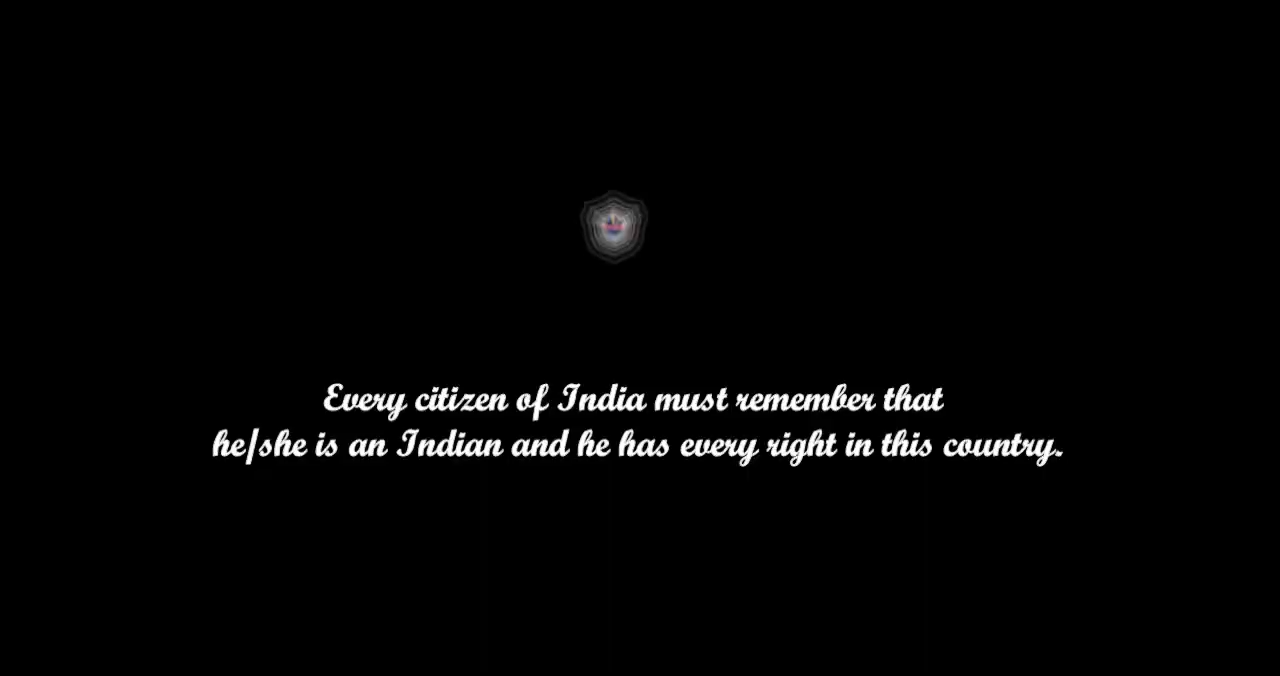 Every citizen of India must remember that
he/she is an Indian and he has every right in this country.